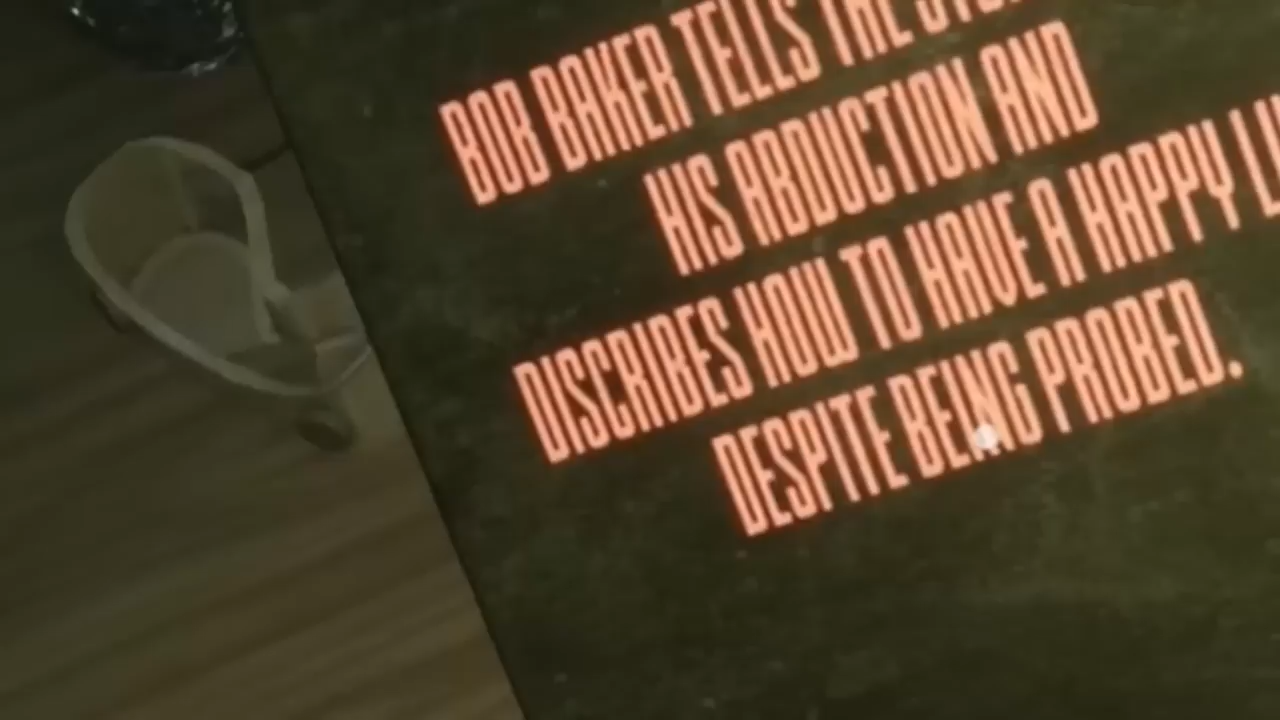 BOB BAKER TELLS THE
HIS ABDUCTION AND
DISCRIBES HOW TO HAVE A HAPPY
DESPITE BEING PROBED.